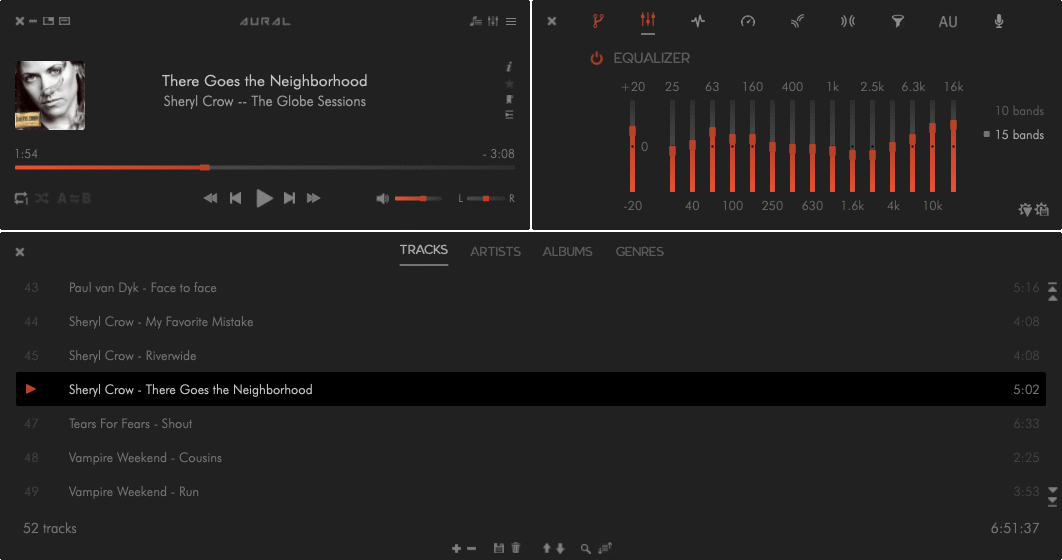 AURAL
There Goes the Neighborhood
Sheryl Crow -- The Globe Sessions
i
1:54
- 3:08
1
A B
L R
AU
EQUALIZER
+20 25 63 160 400 1k 2.5k 6.3k 16k
0
-20 40 100 250 630 1.6k 4k 10k
10 bands
15 bands
TRACKS ARTISTS ALBUMS GENRES
43 Paul van Dyk - Face to face 5:16
44 Sheryl Crow - My Favorite Mistake 4:08
45 Sheryl Crow - Riverwide 4:08
Sheryl Crow - There Goes the Neighborhood 5:02
47 Tears For Fears - Shout 6:33
48 Vampire Weekend - Cousins 2:25
49 Vampire Weekend - Run 3:53
52 tracks 6:51:37